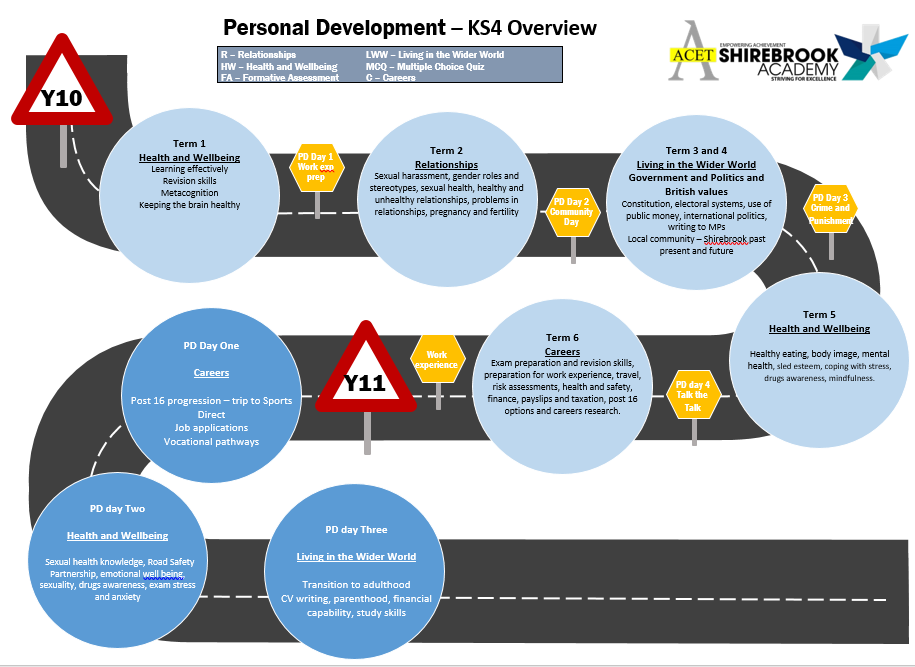 Personal Development – KS4 Overview
R – Relationships
HW – Health and Wellbeing
FA – Formative Assessment
LWW – Living in the Wider World
MCQ – Multiple Choice Quiz
C – Careers
ACET
EMPOWERING ACHIEVEMENT
SHIREBROOK
ACADEMY
STRIVING FOR EXCELLENCE
Y10
Term 1
Health and Wellbeing
Learning effectively
Revision skills
Metacognition
Keeping the brain healthy
PD Day 1
Work exp
prep
Term 2
Relationships
Sexual harassment, gender roles and
stereotypes, sexual health, healthy and
unhealthy relationships, problems in
relationships, pregnancy and fertility
PD Day 2
Community
Day
Term 3 and 4
Living in the Wider World
Government and Politics and
British values
Constitution, electoral systems, use of
public money, international politics,
writing to MPs
Local community – Shirebrook past
present and future
PD Day 3
Crime and
Punishment
Term 5
Health and Wellbeing
Healthy eating, body image, mental
health, sled esteem, coping with stress,
drugs awareness, mindfulness.
PD day 4
Talk the
Talk
Term 6
Careers
Exam preparation and revision skills,
preparation for work experience, travel,
risk assessments, health and safety,
finance, payslips and taxation, post 16
options and careers research.
Work
experience
Y11
PD Day One
Careers
Post 16 progression – trip to Sports
Direct
Job applications
Vocational pathways
PD day Two
Health and Wellbeing
Sexual health knowledge, Road Safety
Partnership, emotional well being,
sexuality, drugs awareness, exam stress
and anxiety
PD day Three
Living in the Wider World
Transition to adulthood
CV writing, parenthood, financial
capability, study skills